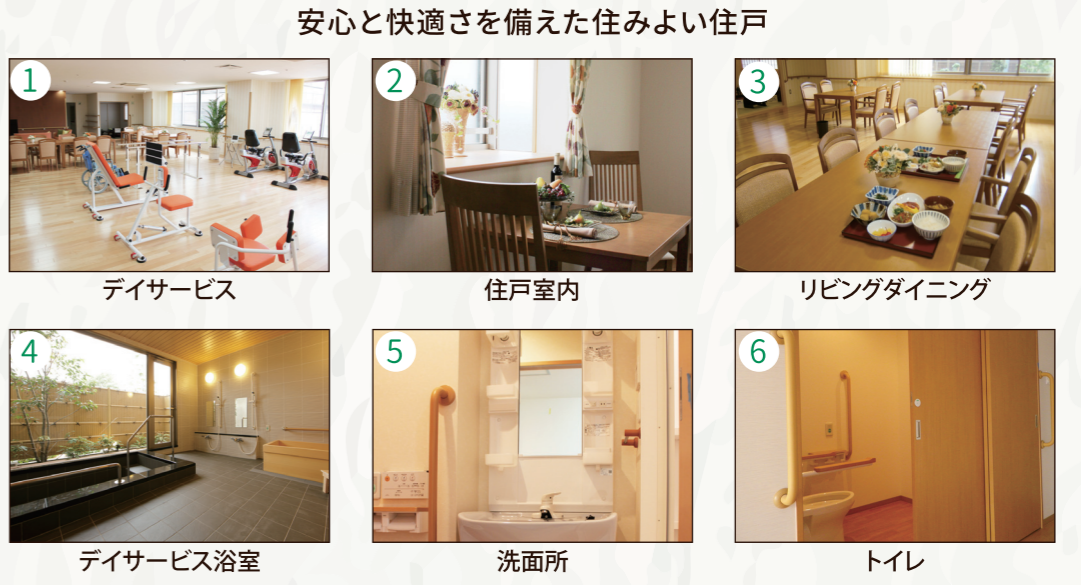 安心と快適さを備えた住みよい住戸
1
2
3
デイサービス
住戸室内
リビングダイニング
4
5
6
デイサービス浴室
洗面所
トイレ